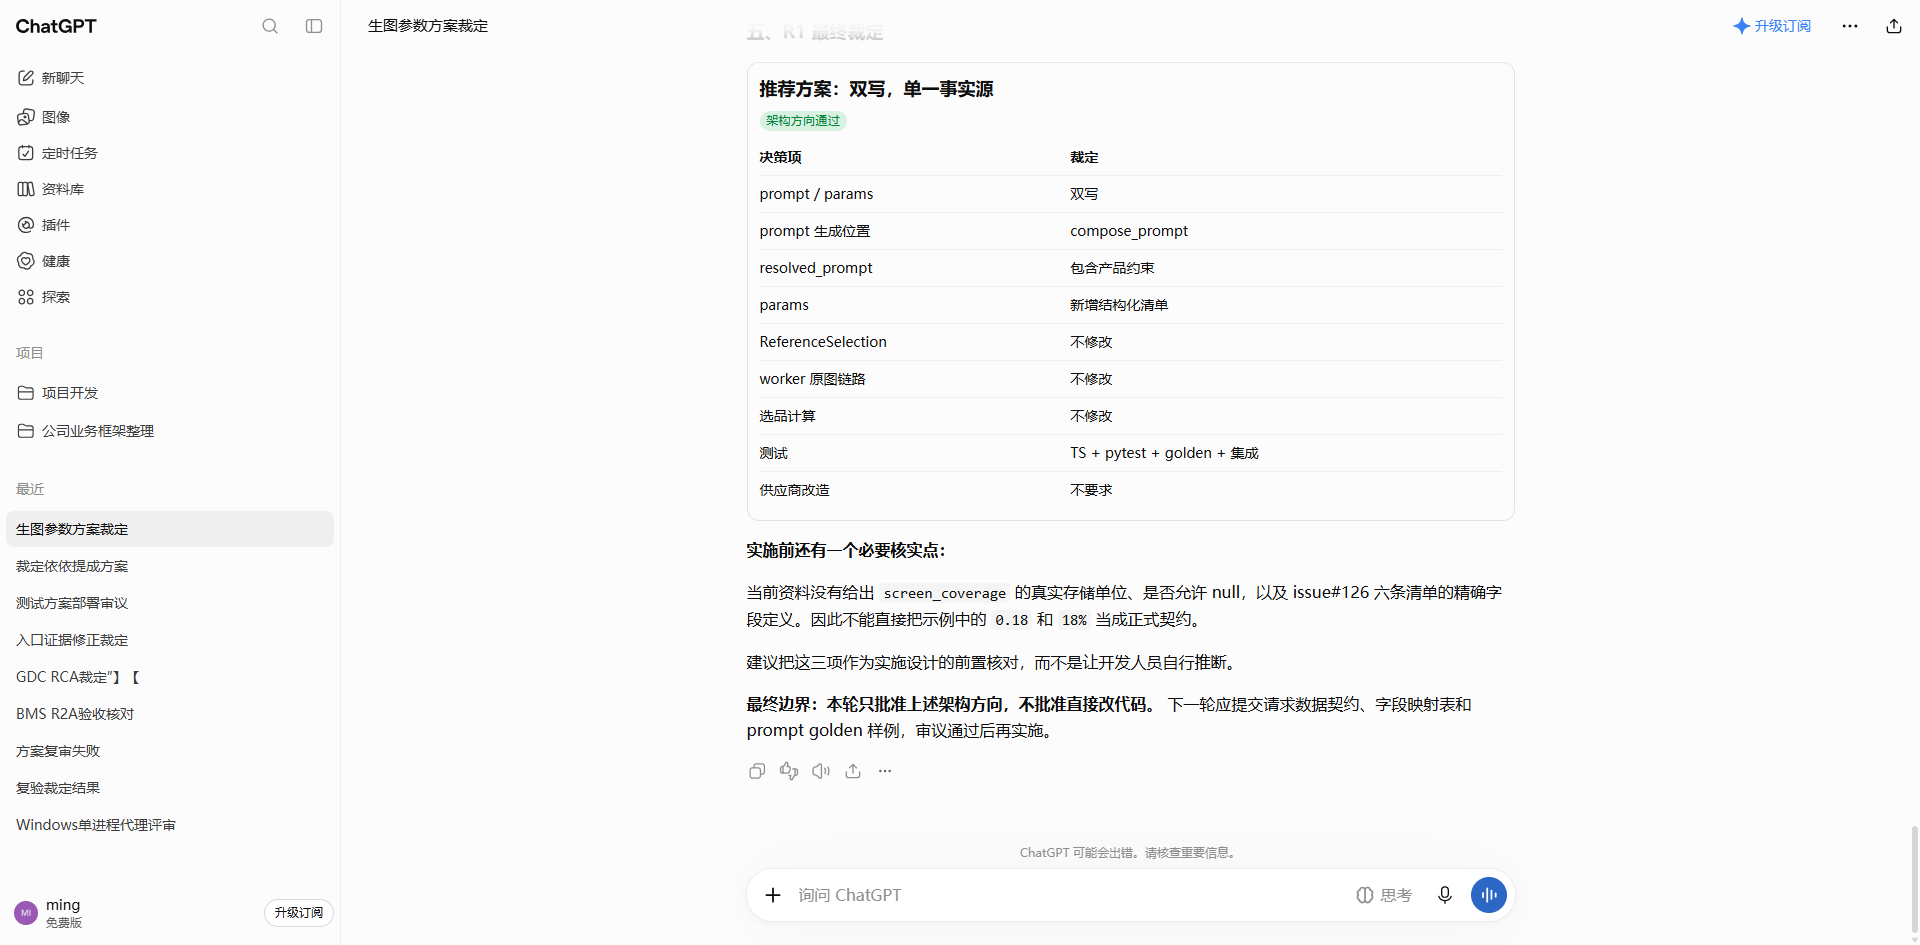 ChatGPT
新聊天
图像
定时任务
资料库
插件
健康
探索
项目
项目开发
公司业务框架整理
最近
生图参数方案裁定
裁定依依提成方案
测试方案部署审议
入口证据修正裁定
GDC RCA裁定”】【
BMS R2A验收核对
方案复审失败
复验裁定结果
Windows单进程代理评审
MI
ming
免费版
升级订阅
生图参数方案裁定
升级订阅
五、R1 最终裁定
推荐方案：双写，单一事实源
架构方向通过
决策项 裁定
prompt / params 双写
prompt 生成位置 compose_prompt
resolved_prompt 包含产品约束
params 新增结构化清单
ReferenceSelection 不修改
worker 原图链路 不修改
选品计算 不修改
测试 TS + pytest + golden + 集成
供应商改造 不要求
实施前还有一个必要核实点：
当前资料没有给出 screen_coverage 的真实存储单位、是否允许 null，以及 issue#126 六条清单的精确字
段定义。因此不能直接把示例中的 0.18 和 18% 当成正式契约。
建议把这三项作为实施设计的前置核对，而不是让开发人员自行推断。
最终边界：本轮只批准上述架构方向，不批准直接改代码。 下一轮应提交请求数据契约、字段映射表和
prompt golden 样例，审议通过后再实施。
ChatGPT 可能会出错。请核查重要信息。
询问 ChatGPT
思考